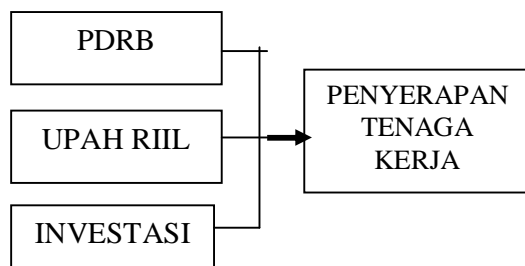 PDRB
UPAH RIIL
INVESTASI
PENYERAPAN
TENAGA
KERJA